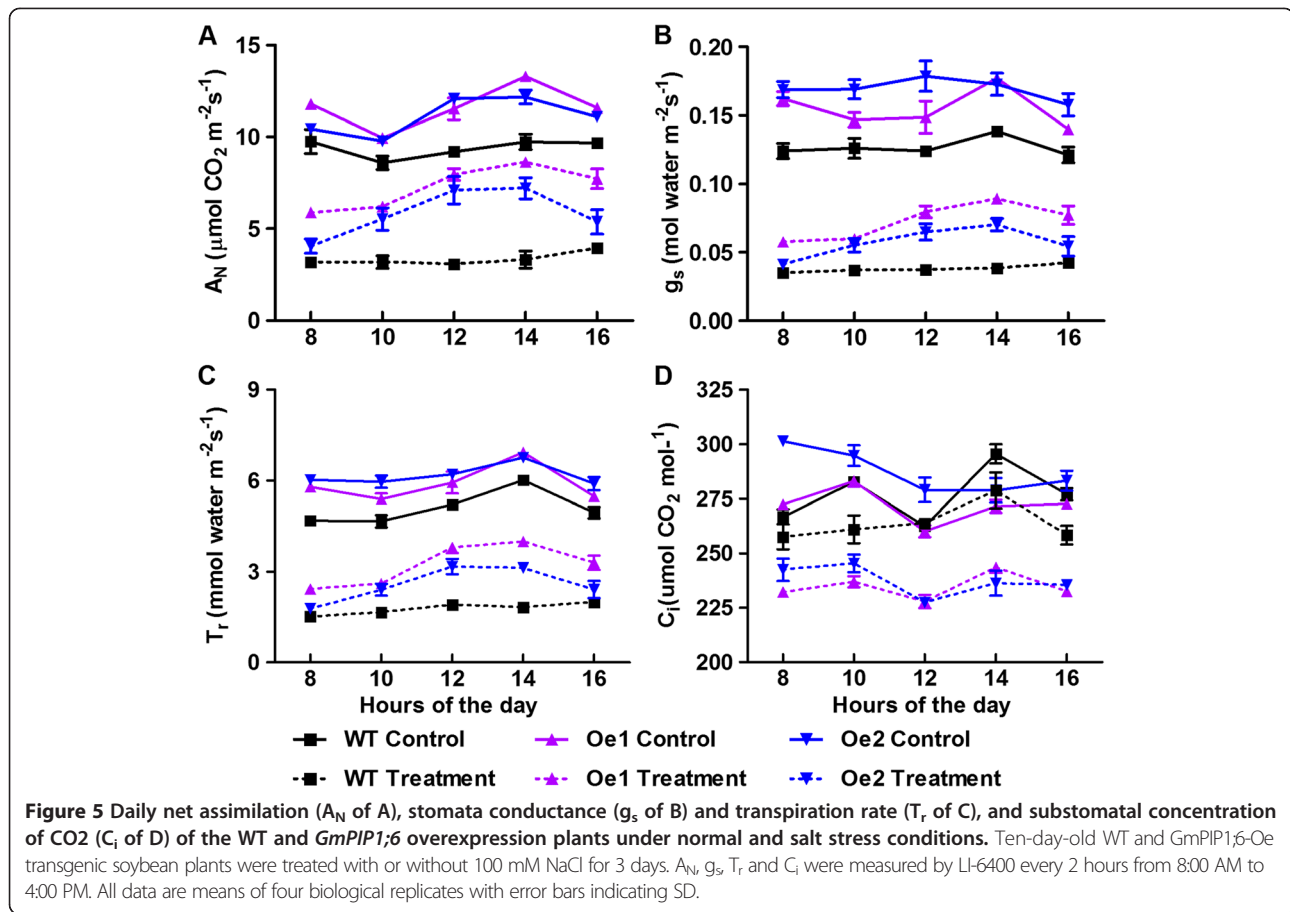 A
B
15
10
5
0
A_N (μmol CO₂ m⁻²s⁻¹)
8 10 12 14 16
0.20
0.15
0.10
0.05
0.00
g_s (mol water m⁻²s⁻¹)
8 10 12 14 16
C
D
9
6
3
0
T_r (mmol water m⁻²s⁻¹)
8 10 12 14 16
Hours of the day
325
300
275
250
225
200
C_i(umol CO₂ mol-¹)
8 10 12 14 16
Hours of the day
WT Control Oe1 Control Oe2 Control
WT Treatment Oe1 Treatment Oe2 Treatment
Figure 5 Daily net assimilation (A_N of A), stomata conductance (g_s of B) and transpiration rate (T_r of C), and substomatal concentration
of CO2 (C_i of D) of the WT and GmPIP1;6 overexpression plants under normal and salt stress conditions. Ten-day-old WT and GmPIP1;6-Oe
transgenic soybean plants were treated with or without 100 mM NaCl for 3 days. A_N, g_s, T_r and C_i were measured by LI-6400 every 2 hours from 8:00 AM to
4:00 PM. All data are means of four biological replicates with error bars indicating SD.